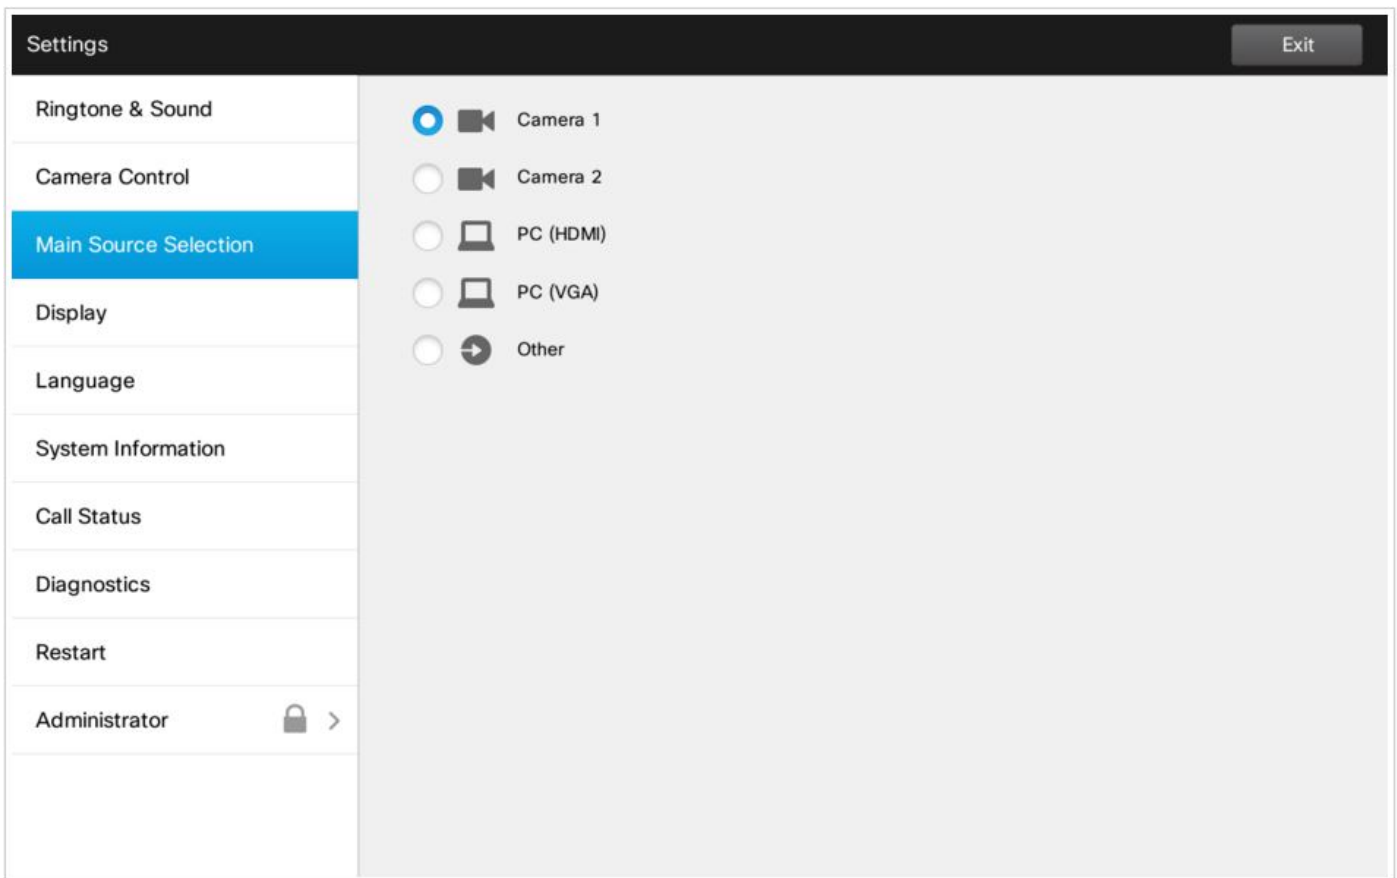 Settings
Exit
Ringtone & Sound
Camera Control
Main Source Selection
Display
Language
System Information
Call Status
Diagnostics
Restart
Administrator
Camera 1
Camera 2
PC (HDMI)
PC (VGA)
Other